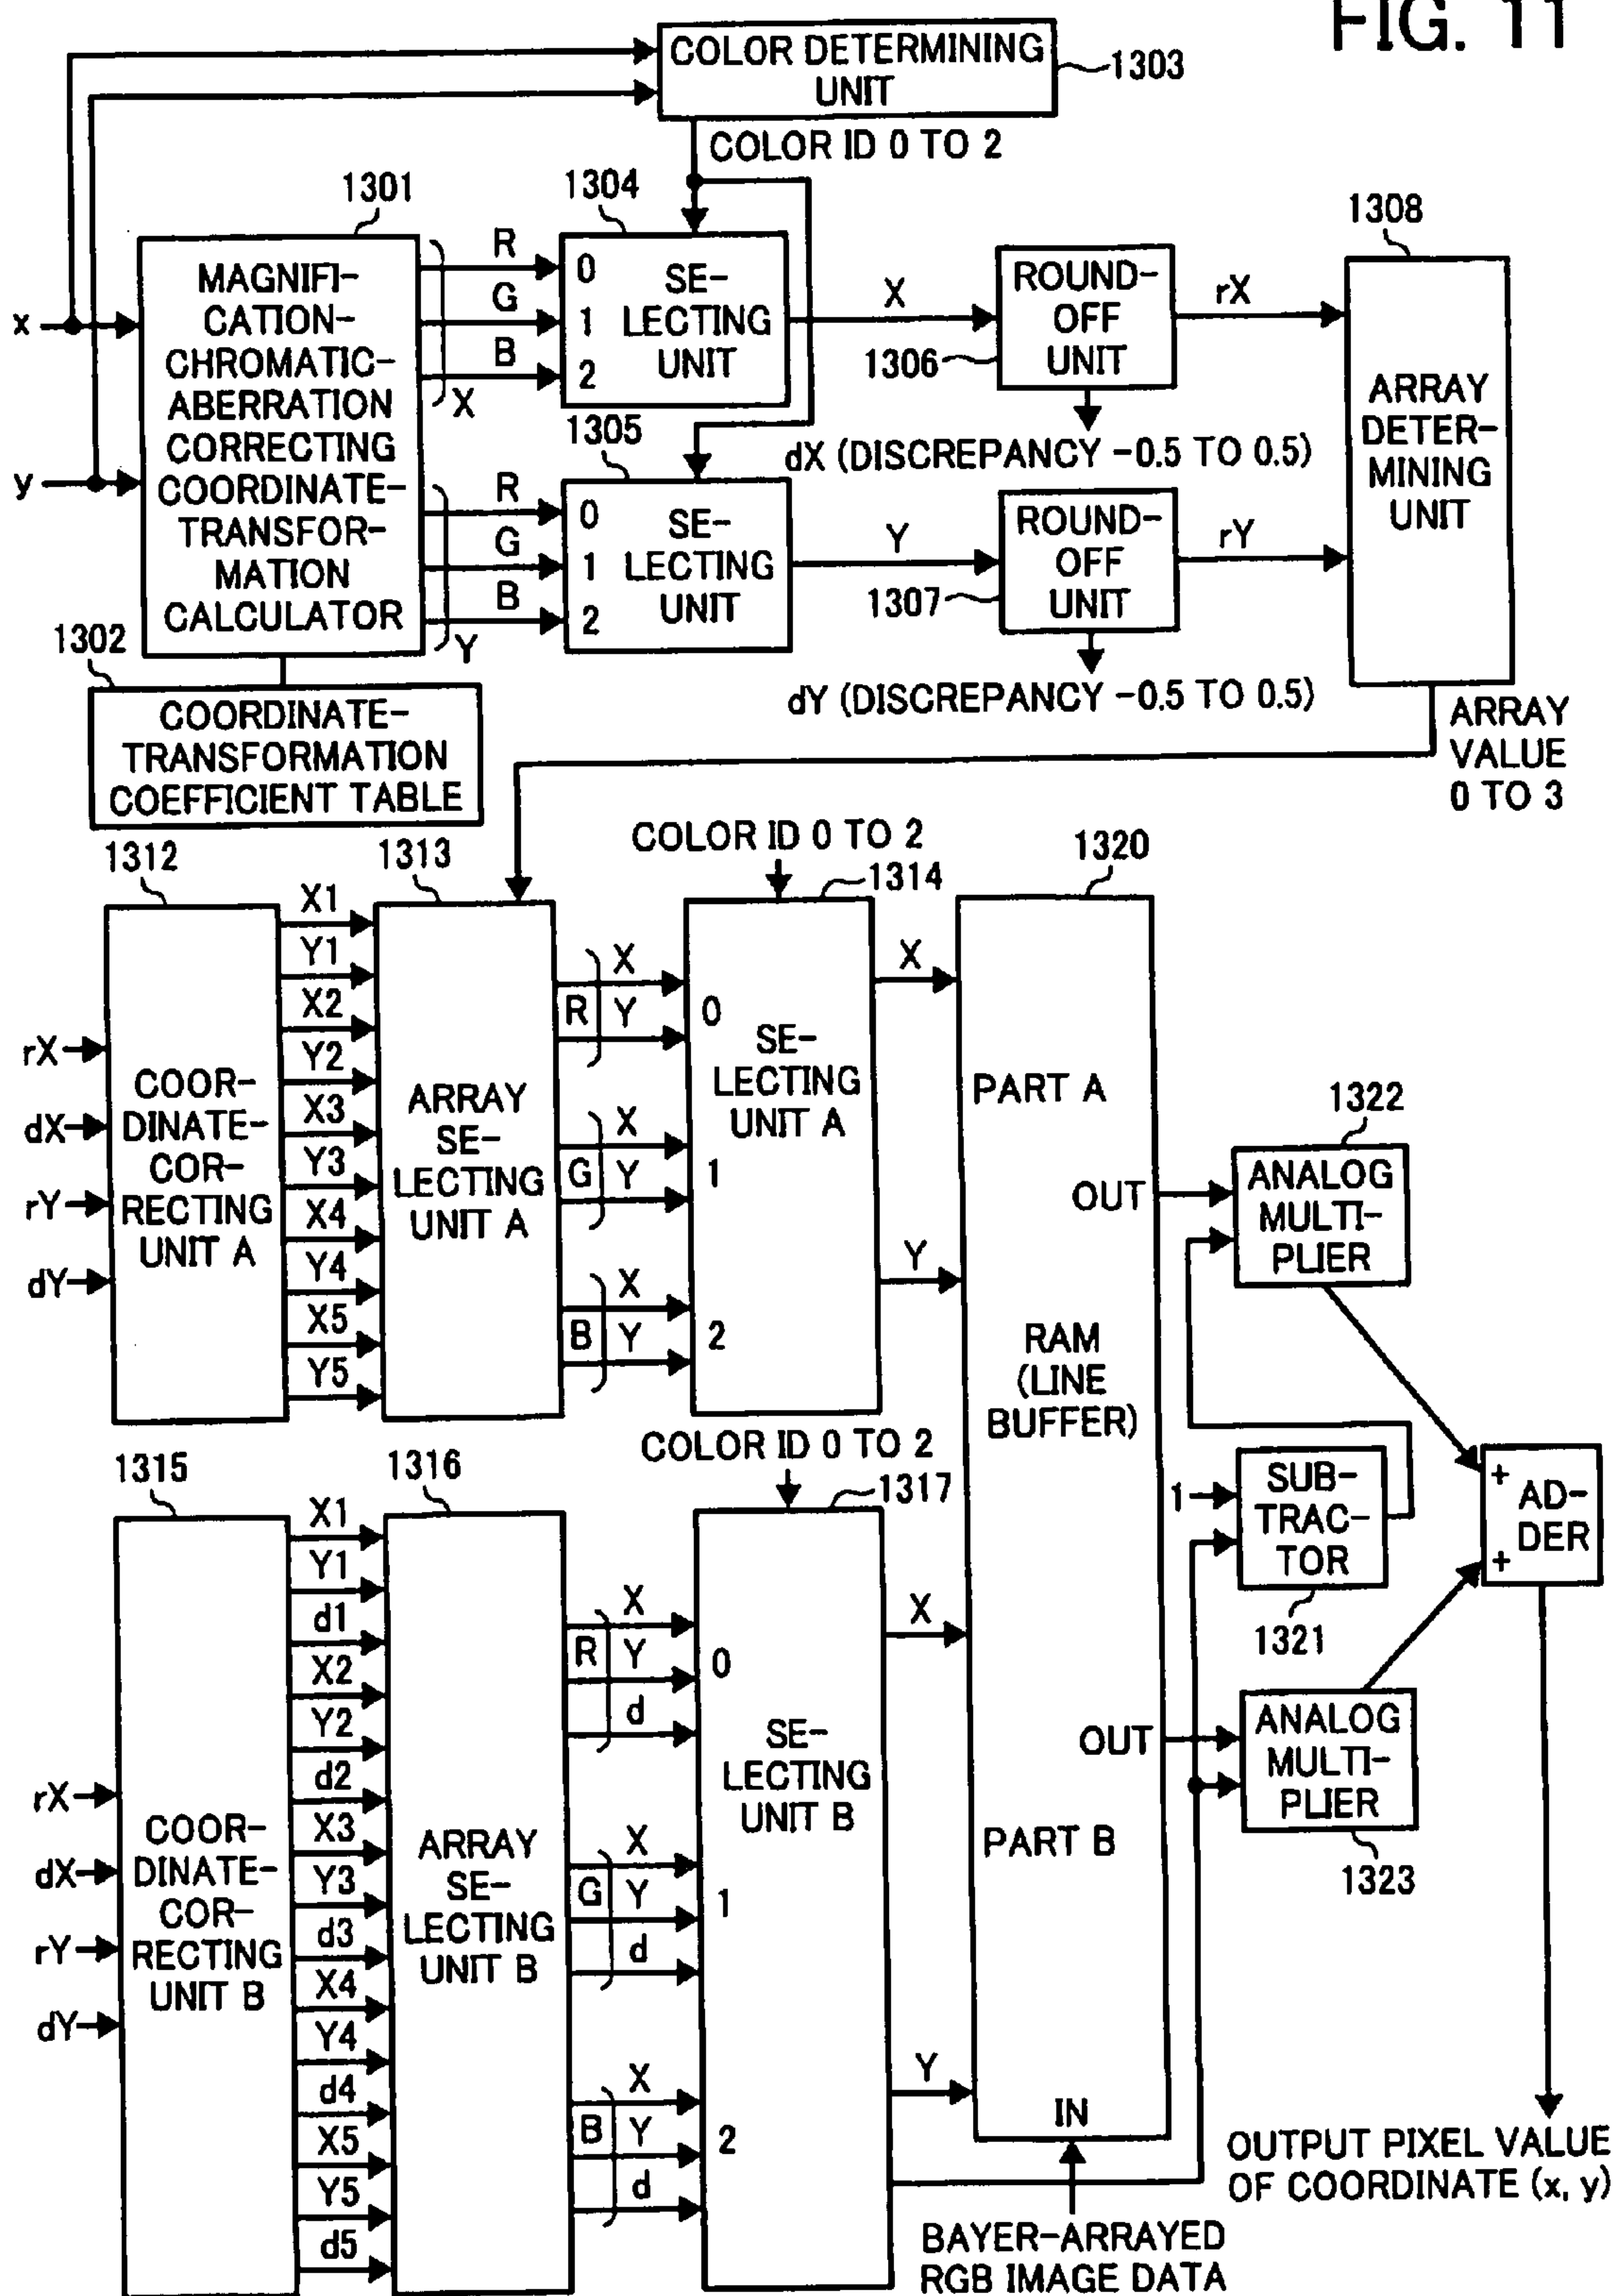 FIG. 11
COLOR DETERMINING
UNIT
1303
COLOR ID 0 TO 2
1301
MAGNIFI-
CATION-
CHROMATIC-
ABERRATION
CORRECTING
COORDINATE-
TRANSFOR-
MATION
CALCULATOR
x
y
R
G
B
X
R
G
B
Y
1304
0
1
2
SE-
LECTING
UNIT
1305
0
1
2
SE-
LECTING
UNIT
X
Y
ROUND-
OFF
UNIT
1306
dX (DISCREPANCY -0.5 TO 0.5)
ROUND-
OFF
UNIT
1307
dY (DISCREPANCY -0.5 TO 0.5)
rX
rY
1308
ARRAY
DETER-
MINING
UNIT
ARRAY
VALUE
0 TO 3
1302
COORDINATE-
TRANSFORMATION
COEFFICIENT TABLE
1312
rX
dX
rY
dY
COOR-
DINATE-
COR-
RECTING
UNIT A
X1
Y1
X2
Y2
X3
Y3
X4
Y4
X5
Y5
1313
ARRAY
SE-
LECTING
UNIT A
R
X
Y
G
X
Y
B
X
Y
COLOR ID 0 TO 2
1314
0
1
2
SE-
LECTING
UNIT A
X
Y
1320
PART A
OUT
RAM
(LINE
BUFFER)
OUT
PART B
IN
BAYER-ARRAYED
RGB IMAGE DATA
1322
ANALOG
MULTI-
PLIER
1
SUB-
TRAC-
TOR
1321
+
+
AD-
DER
ANALOG
MULTI-
PLIER
1323
OUTPUT PIXEL VALUE
OF COORDINATE (x, y)
1315
rX
dX
rY
dY
COOR-
DINATE-
COR-
RECTING
UNIT B
X1
Y1
d1
X2
Y2
d2
X3
Y3
d3
X4
Y4
d4
X5
Y5
d5
1316
ARRAY
SE-
LECTING
UNIT B
R
X
Y
d
G
X
Y
d
B
X
Y
d
COLOR ID 0 TO 2
1317
0
1
2
SE-
LECTING
UNIT B
X
Y